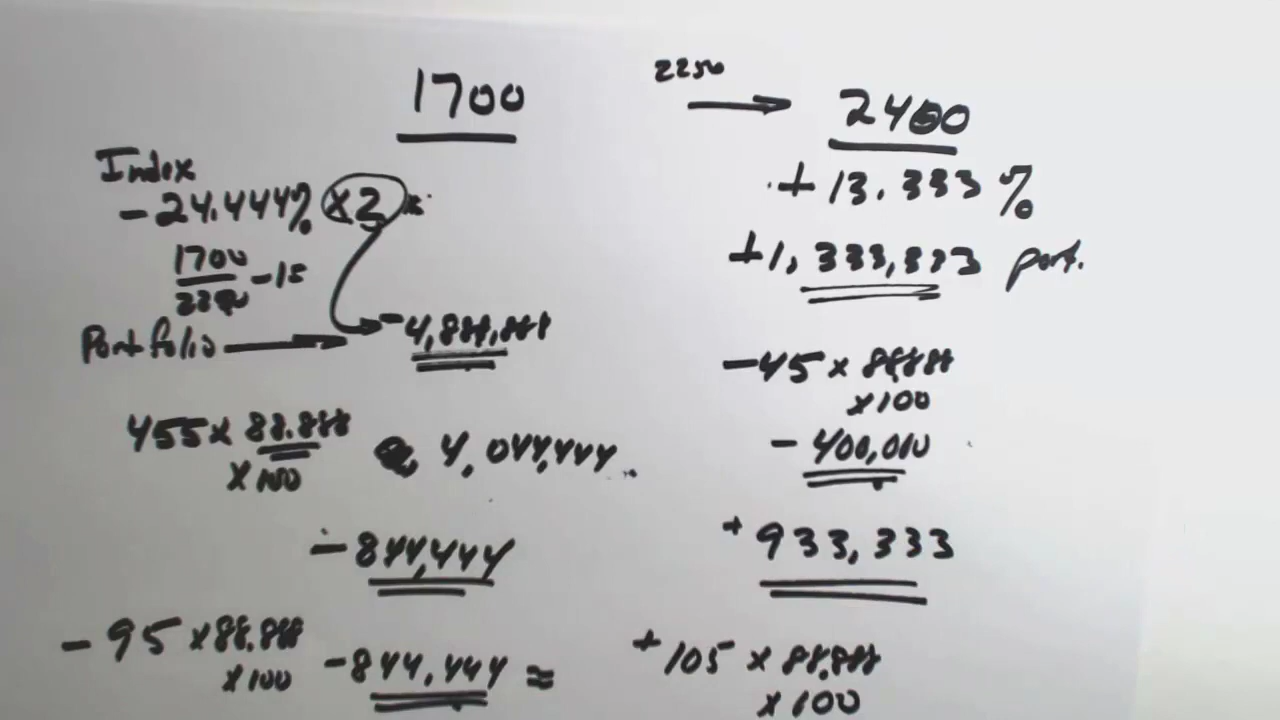 1700
Index
-24.444% x2
1700
Portfolio
-4,888,888
455 x 88.888
x100
4,044,444
-844,444
-95 x 88.888
x100
-844,444 ≈
2250
→ 2400
+13.333%
+1,333,333 port.
-45 x 88.888
x100
-400,010
+933,333
+105 x 88.888
x100